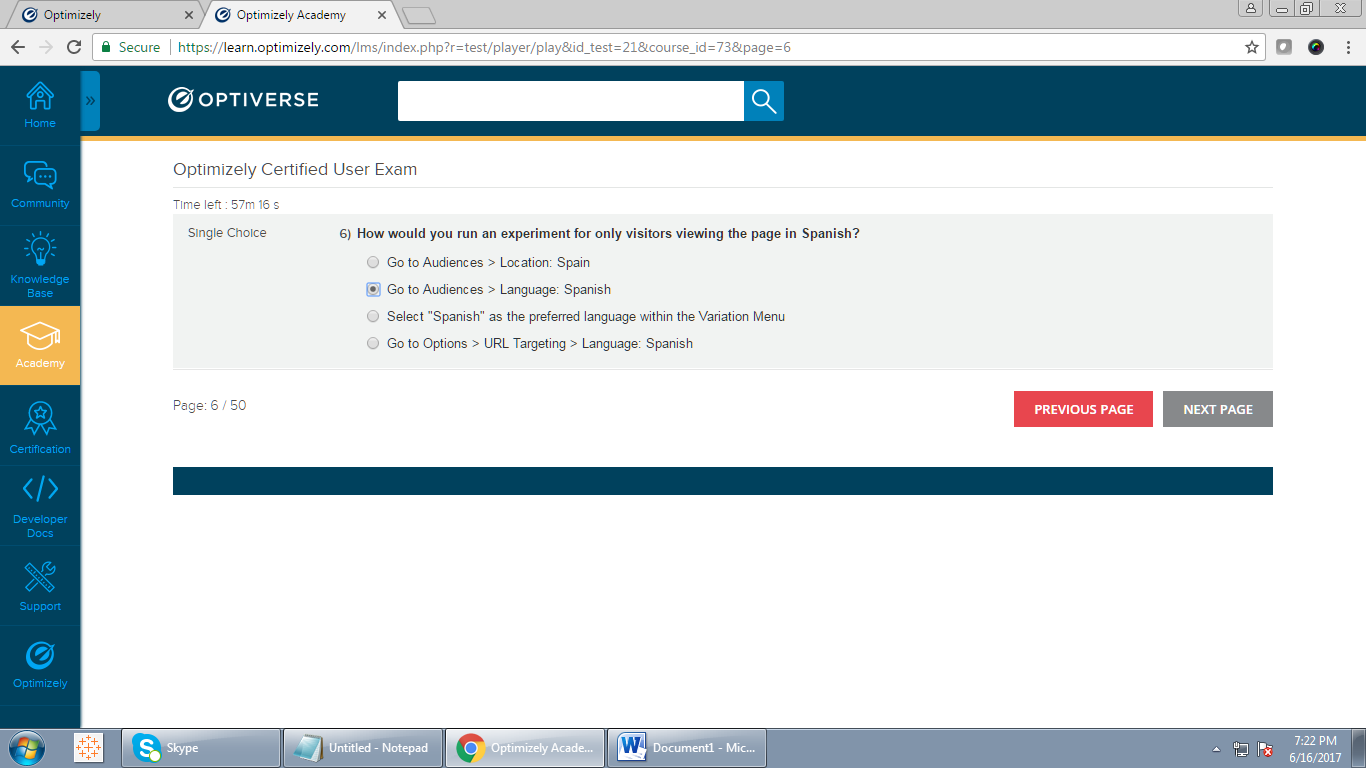 Optimizely
Optimizely Academy
Secure
https://learn.optimizely.com/lms/index.php?r=test/player/play&id_test=21&course_id=73&page=6
OPTIVERSE
Home
Community
Knowledge
Base
Academy
Certification
Developer
Docs
Support
Optimizely
Optimizely Certified User Exam
Time left : 57m 16 s
Single Choice
6) How would you run an experiment for only visitors viewing the page in Spanish?
Go to Audiences > Location: Spain
Go to Audiences > Language: Spanish
Select "Spanish" as the preferred language within the Variation Menu
Go to Options > URL Targeting > Language: Spanish
Page: 6 / 50
PREVIOUS PAGE
NEXT PAGE
Skype
Untitled - Notepad
Optimizely Acade...
Document1 - Mic...
7:22 PM
6/16/2017